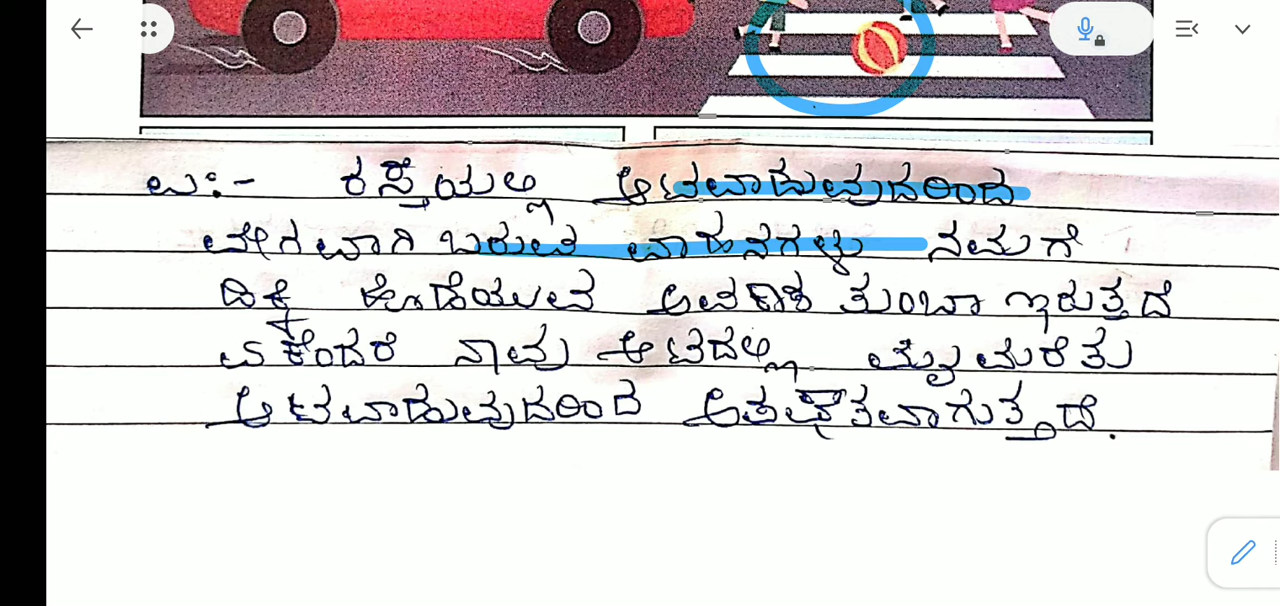 ಉ:- ರಸ್ತೆಯಲ್ಲಿ ಆಟವಾಡುವುದರಿಂದ
ವೇಗವಾಗಿ ಬರುವ ವಾಹನಗಳು ನಮಗೆ
ಡಿಕ್ಕಿ ಹೊಡೆಯುವ ಅವಕಾಶ ತುಂಬಾ ಇರುತ್ತದೆ
ಏಕೆಂದರೆ ನಾವು ಆಟದಲ್ಲಿ ಮೈಮರೆತು
ಆಟವಾಡುವುದರಿಂದ ಅಪಘಾತವಾಗುತ್ತದೆ.